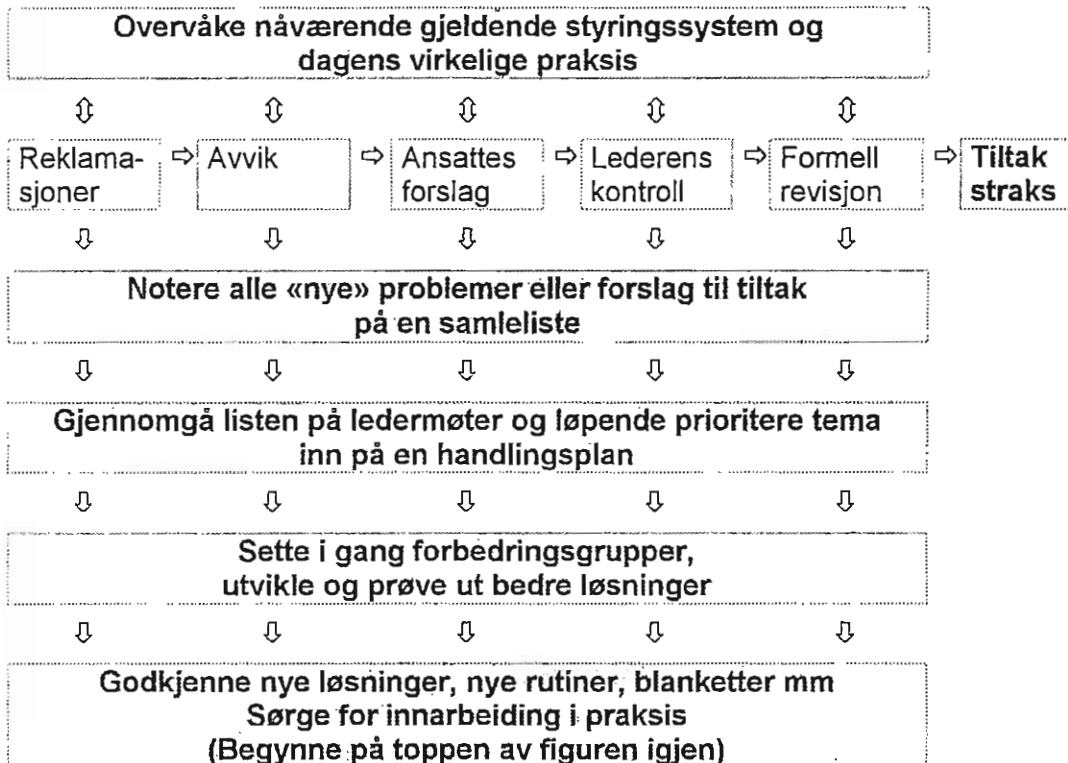 Overvåke nåværende gjeldende styringssystem og
dagens virkelige praksis
⇳ ⇳ ⇳ ⇳ ⇳
Reklama-
sjoner
⇨
Avvik
⇨
Ansattes
forslag
⇨
Lederens
kontroll
⇨
Formell
revisjon
⇨
Tiltak
straks
⇩ ⇩ ⇩ ⇩ ⇩
Notere alle «nye» problemer eller forslag til tiltak
på en samleliste
⇩ ⇩ ⇩ ⇩ ⇩
Gjennomgå listen på ledermøter og løpende prioritere tema
inn på en handlingsplan
⇩ ⇩ ⇩ ⇩ ⇩
Sette i gang forbedringsgrupper,
utvikle og prøve ut bedre løsninger
⇩ ⇩ ⇩ ⇩ ⇩
Godkjenne nye løsninger, nye rutiner, blanketter mm
Sørge for innarbeiding i praksis
(Begynne på toppen av figuren igjen)